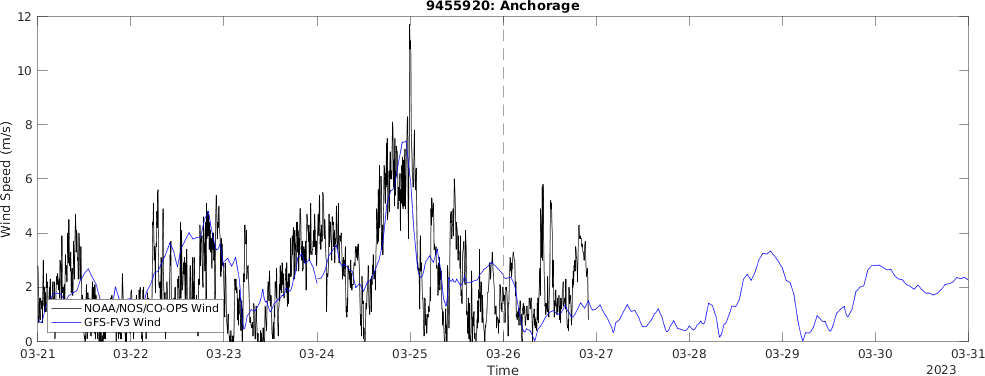 9455920: Anchorage
12
10
8
6
4
2
0
Wind Speed (m/s)
NOAA/NOS/CO-OPS Wind
GFS-FV3 Wind
03-21 03-22 03-23 03-24 03-25 03-26 03-27 03-28 03-29 03-30 03-31
Time
2023